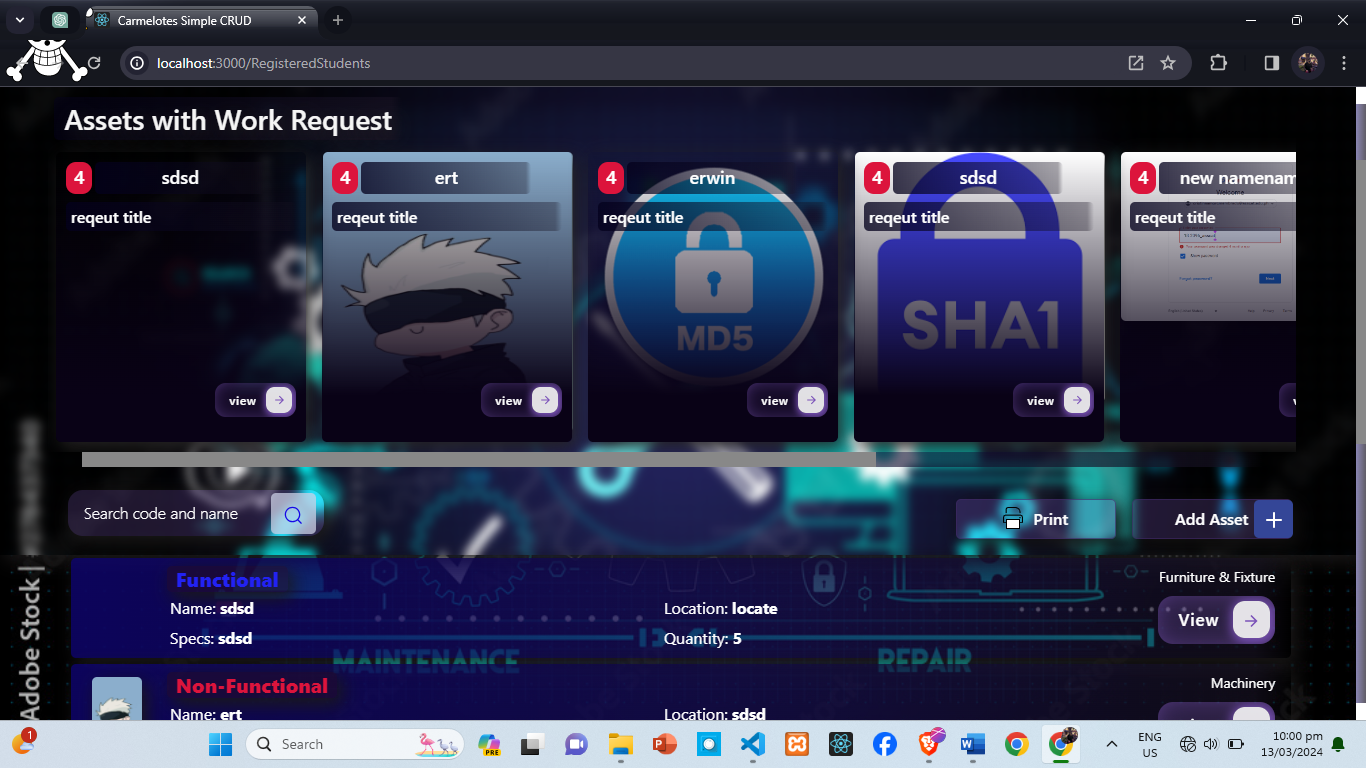 Carmelotes Simple CRUD
localhost:3000/RegisteredStudents
Assets with Work Request
4 sdsd
reqeut title
view
4 ert
reqeut title
view
4 erwin
reqeut title
MD5
view
4 sdsd
reqeut title
SHA1
view
4 new namenam
Welcome
reqeut title
Search code and name
Print
Add Asset
Functional
Furniture & Fixture
Name: sdsd
Location: locate
Specs: sdsd
Quantity: 5
View
MAINTENANCE
REPAIR
Non-Functional
Machinery
Name: ert
Location: sdsd
Adobe Stock |
1
Search
PRE
ENG
US
10:00 pm
13/03/2024